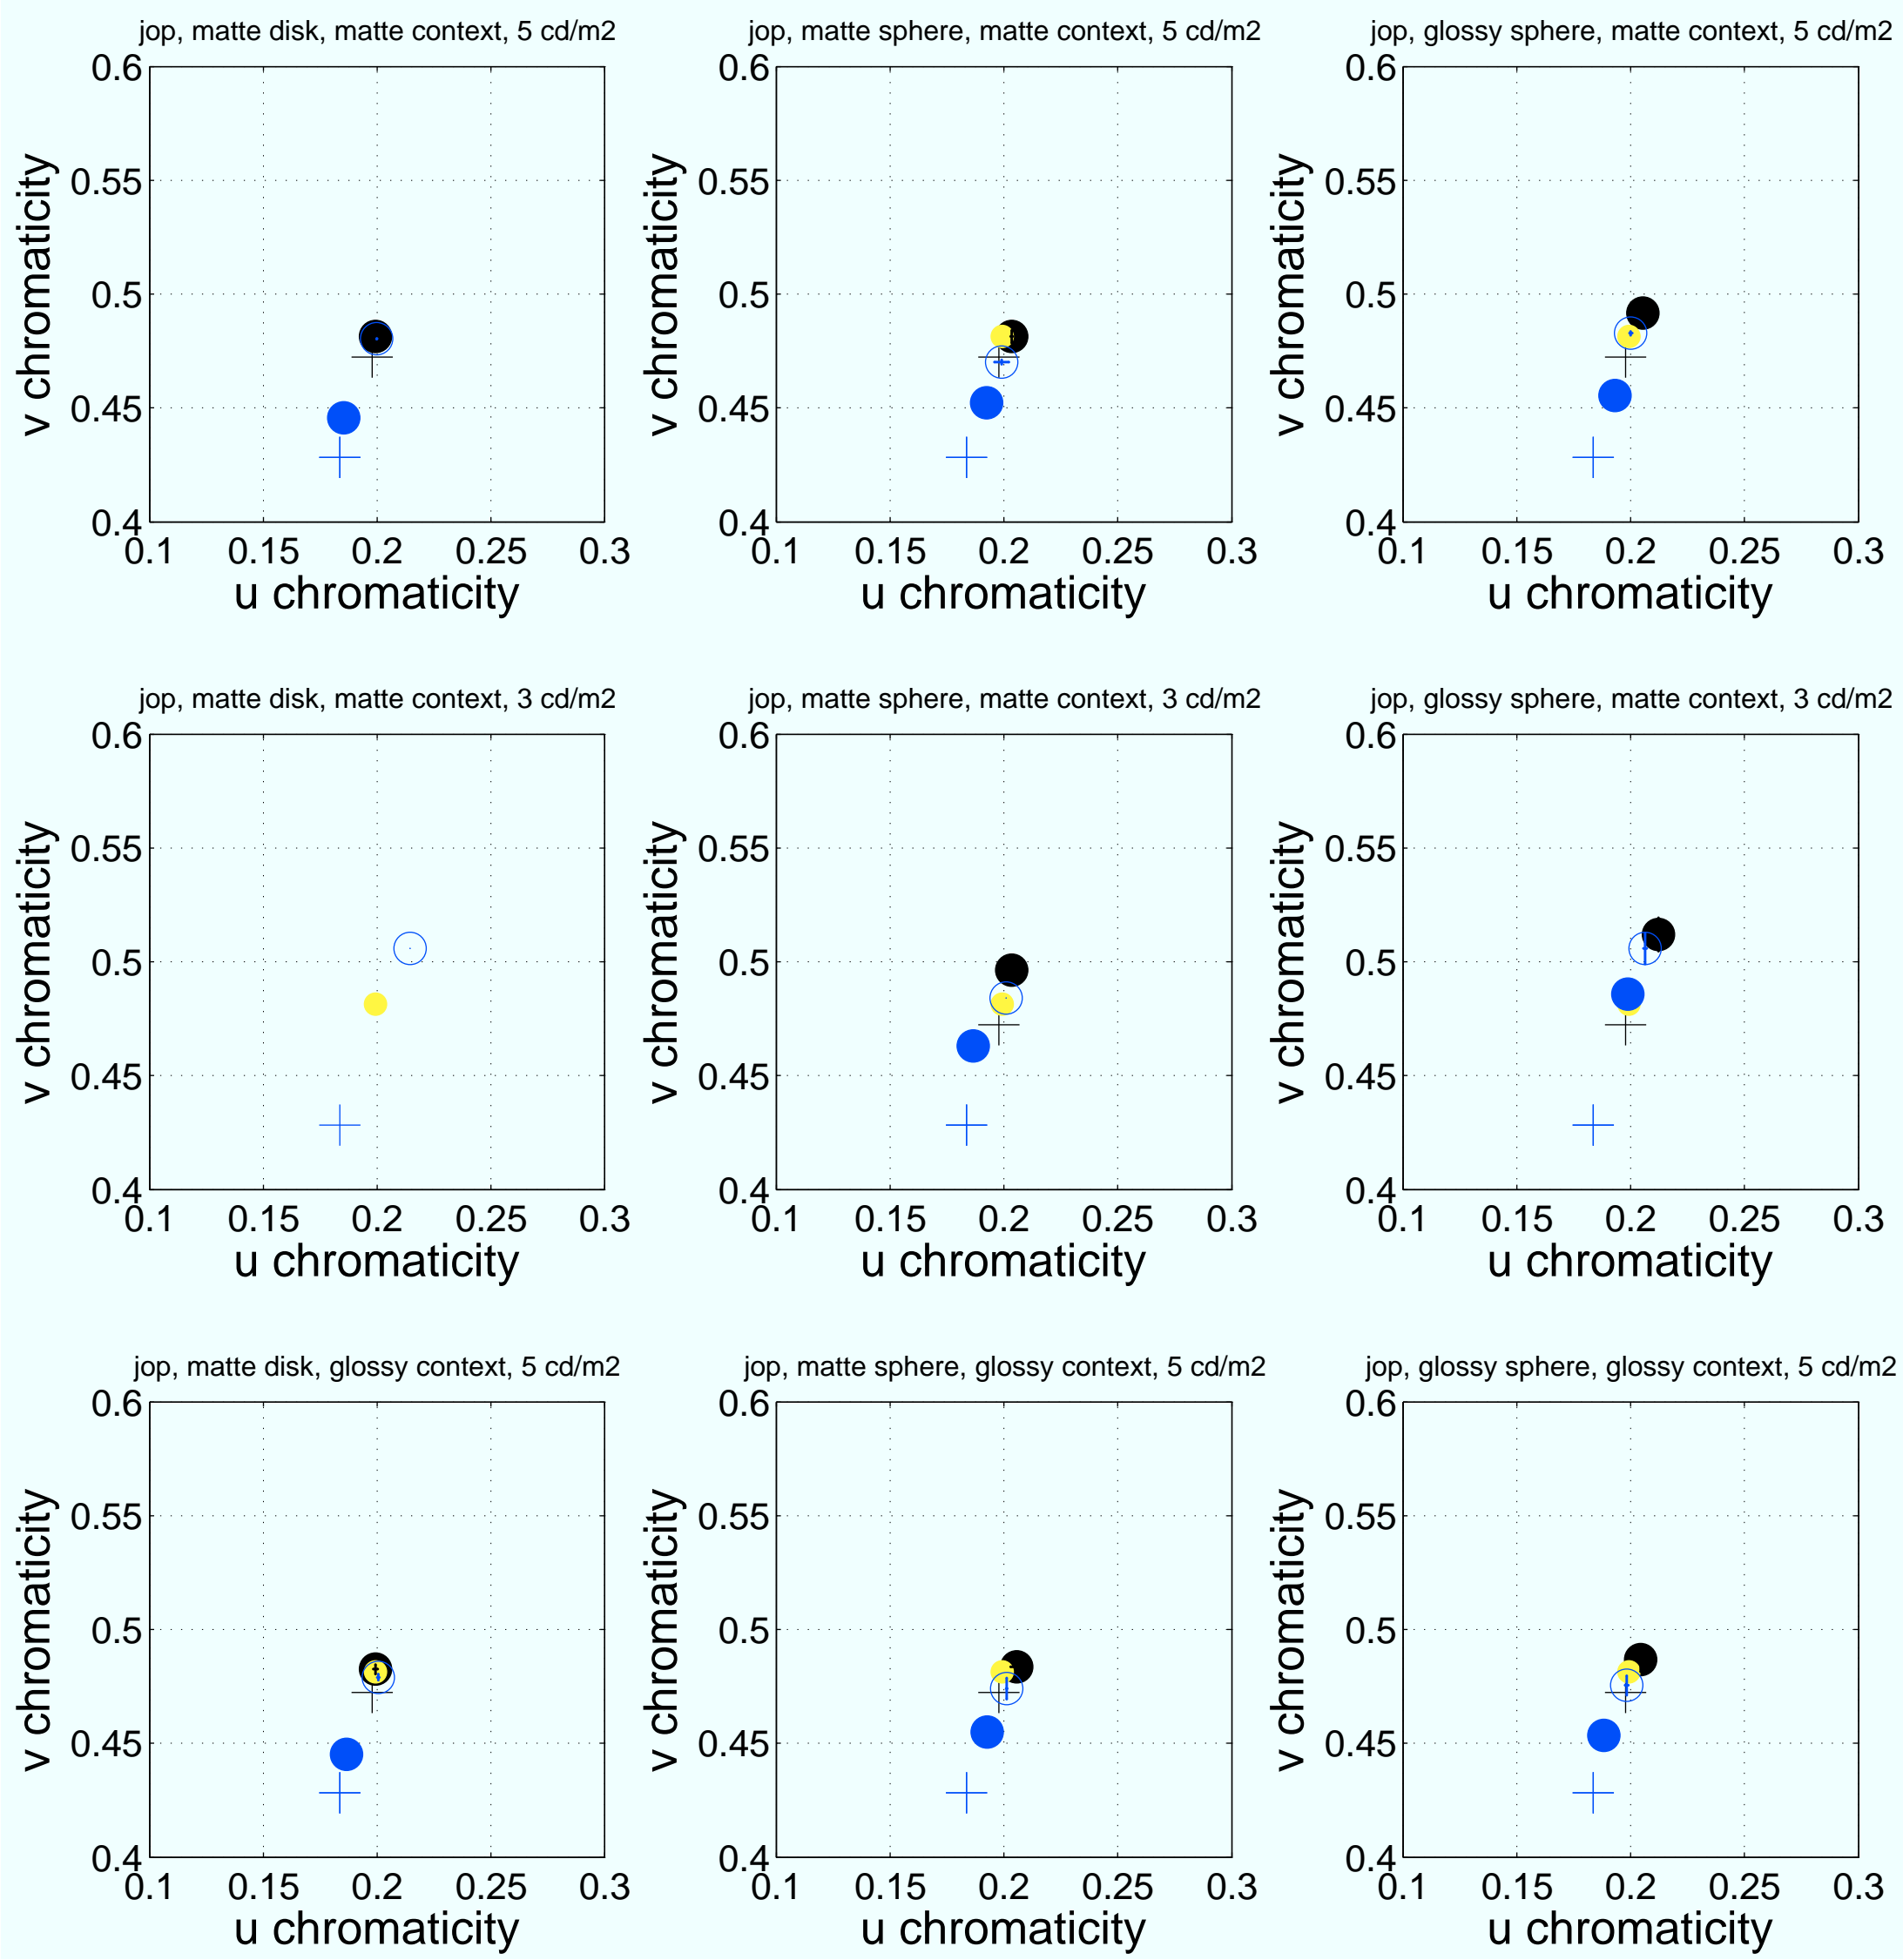 jop, matte disk, matte context, 5 cd/m2
0.6
0.55
0.5
0.45
0.4
v chromaticity
0.1 0.15 0.2 0.25 0.3
u chromaticity
jop, matte sphere, matte context, 5 cd/m2
0.6
0.55
0.5
0.45
0.4
v chromaticity
0.1 0.15 0.2 0.25 0.3
u chromaticity
jop, glossy sphere, matte context, 5 cd/m2
0.6
0.55
0.5
0.45
0.4
v chromaticity
0.1 0.15 0.2 0.25 0.3
u chromaticity
jop, matte disk, matte context, 3 cd/m2
0.6
0.55
0.5
0.45
0.4
v chromaticity
0.1 0.15 0.2 0.25 0.3
u chromaticity
jop, matte sphere, matte context, 3 cd/m2
0.6
0.55
0.5
0.45
0.4
v chromaticity
0.1 0.15 0.2 0.25 0.3
u chromaticity
jop, glossy sphere, matte context, 3 cd/m2
0.6
0.55
0.5
0.45
0.4
v chromaticity
0.1 0.15 0.2 0.25 0.3
u chromaticity
jop, matte disk, glossy context, 5 cd/m2
0.6
0.55
0.5
0.45
0.4
v chromaticity
0.1 0.15 0.2 0.25 0.3
u chromaticity
jop, matte sphere, glossy context, 5 cd/m2
0.6
0.55
0.5
0.45
0.4
v chromaticity
0.1 0.15 0.2 0.25 0.3
u chromaticity
jop, glossy sphere, glossy context, 5 cd/m2
0.6
0.55
0.5
0.45
0.4
v chromaticity
0.1 0.15 0.2 0.25 0.3
u chromaticity